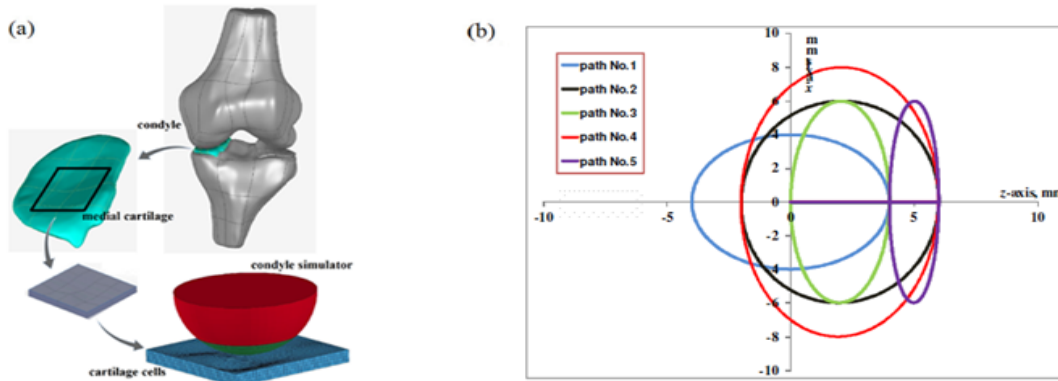 (a)
condyle
medial cartilage
condyle simulator
cartilage cells
(b)
path No.1
path No.2
path No.3
path No.4
path No.5
10
8
6
4
2
0
-2
-4
-6
-8
-10
-10
-5
0
5
10
z-axis, mm